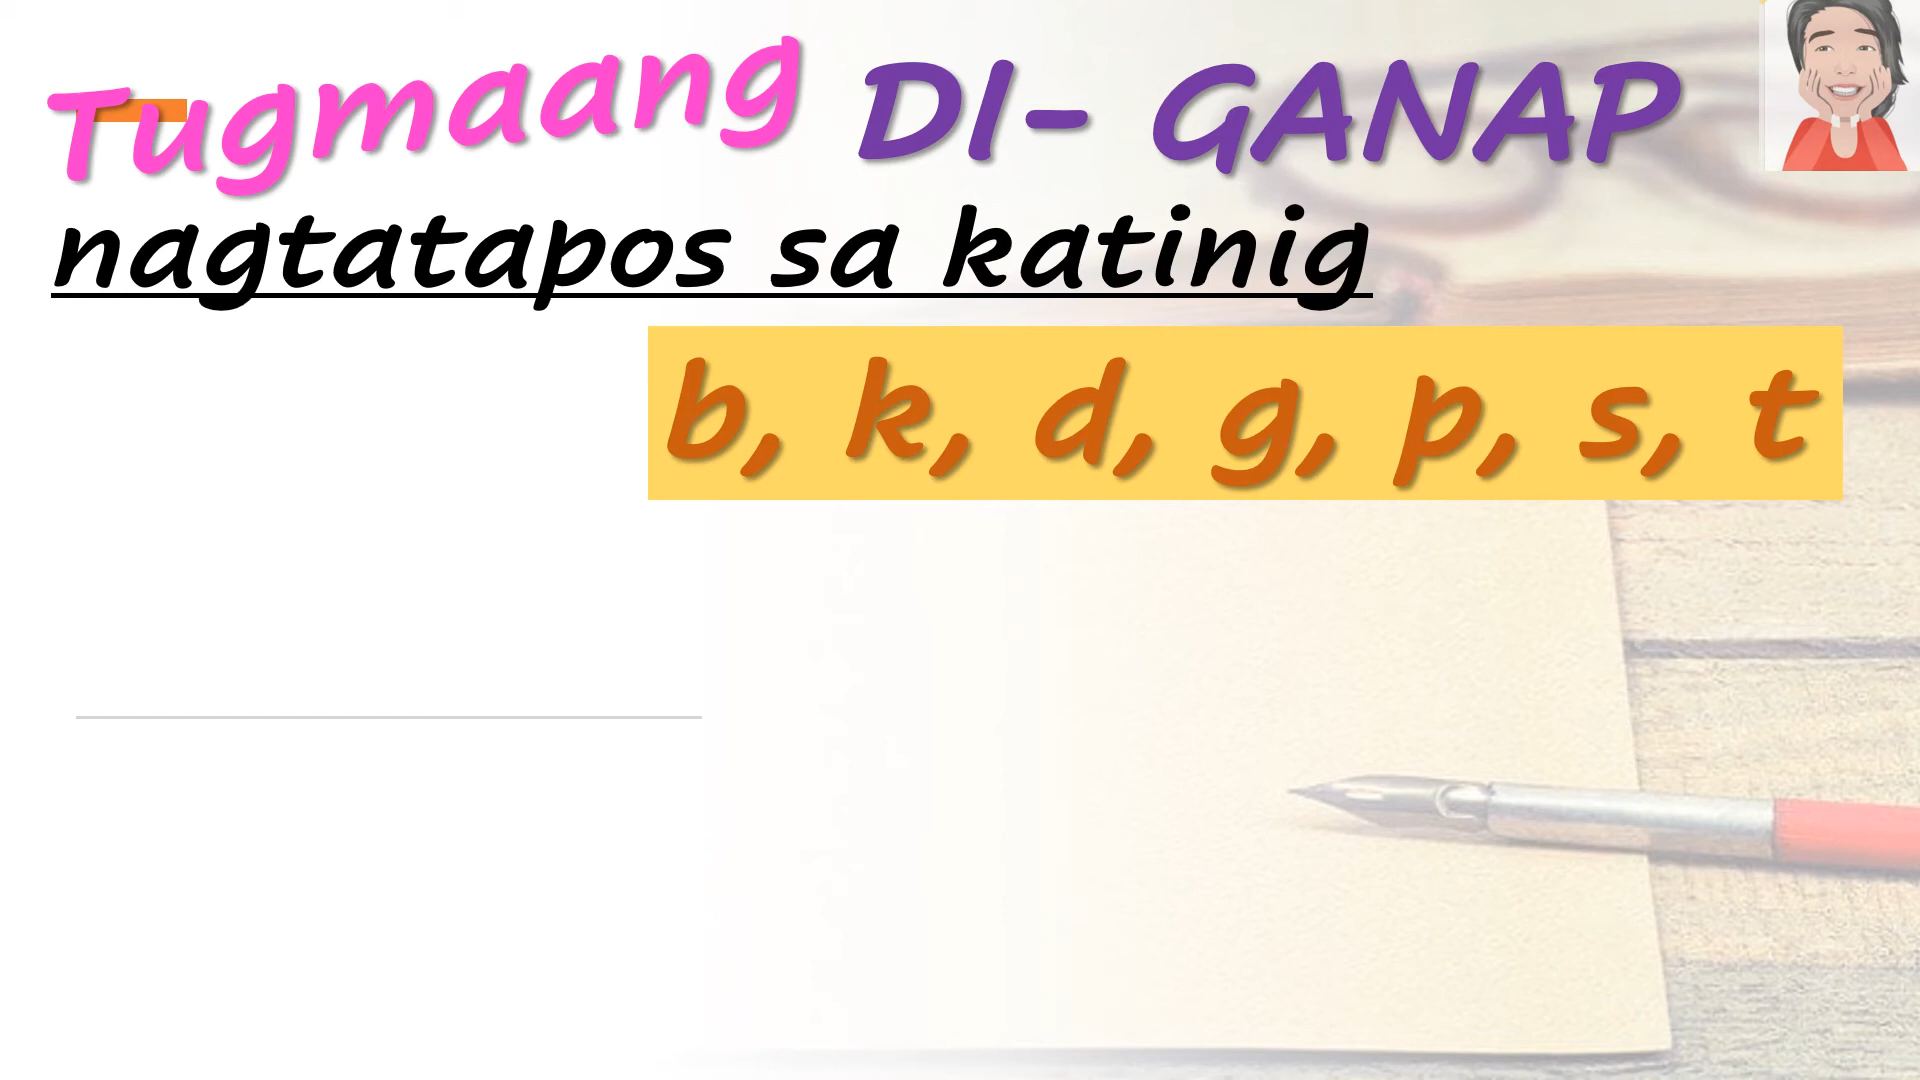 Tugmaang DI- GANAP
nagtatapos sa katinig
b, k, d, g, p, s, t